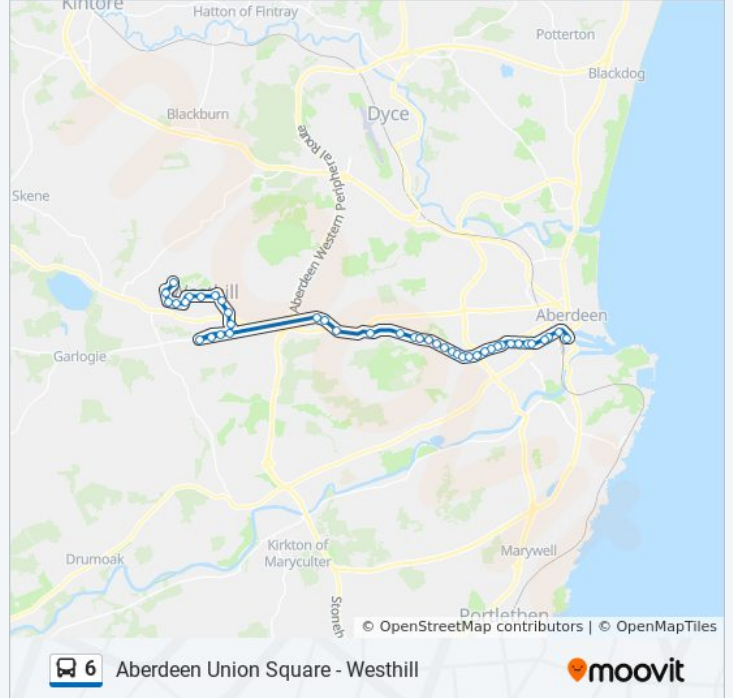 Kintore
Hatton of Fintray
Potterton
Blackdog
Blackburn
Dyce
Skene
Aberdeen Western Peripheral Route
Aberdeen
Garlogie
Kirkton of
Maryculter
Drumoak
Marywell
Stoneh
Portlethen
© OpenStreetMap contributors | © OpenMapTiles
6 Aberdeen Union Square - Westhill
moovit